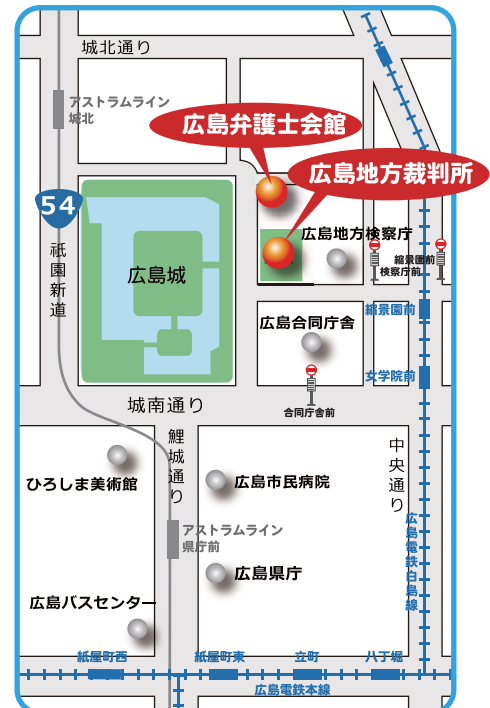 城北通り
アストラムライン
城北
広島弁護士会館
広島地方裁判所
54
祇園新道
広島城
広島地方検察庁
縮景園前
検察庁前
縮景園前
広島合同庁舎
女学院前
合同庁舎前
城南通り
鯉城通り
中央通り
ひろしま美術館
広島市民病院
アストラムライン
県庁前
広島電鉄白島線
広島県庁
広島バスセンター
紙屋町西
紙屋町東
立町
八丁堀
広島電鉄本線